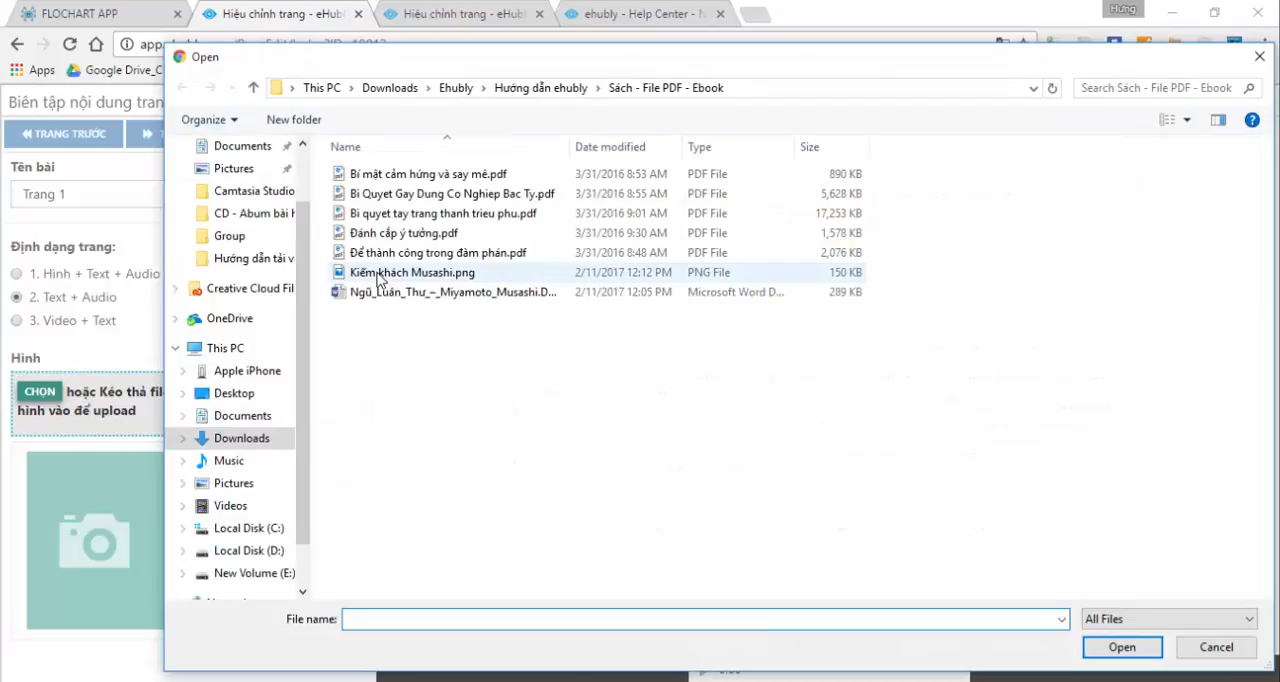 FLOCHART APP
Hiệu chỉnh trang - eHub
Hiệu chỉnh trang - eHub
ehubly - Help Center - N
Hưng
Open
This PC > Downloads > Ehubly > Hướng dẫn ehubly > Sách - File PDF - Ebook
Search Sách - File PDF - Ebook
Apps
Google Drive_C
Organize
New folder
Biên tập nội dung tran
TRANG TRƯỚC
Tên bài
Trang 1
Định dạng trang:
1. Hình + Text + Audio
2. Text + Audio
3. Video + Text
Hình
CHỌN hoặc Kéo thả fil
hình vào để upload
Documents
Pictures
Camtasia Studio
CD - Abum bài h
Group
Hướng dẫn tải v
Creative Cloud Fil
OneDrive
This PC
Apple iPhone
Desktop
Documents
Downloads
Music
Pictures
Videos
Local Disk (C:)
Local Disk (D:)
New Volume (E:)
Name Date modified Type Size
Bí mật cảm hứng và say mê.pdf 3/31/2016 8:53 AM PDF File 890 KB
Bi Quyet Gay Dung Co Nghiep Bac Ty.pdf 3/31/2016 8:55 AM PDF File 5,628 KB
Bi quyet tay trang thanh trieu phu.pdf 3/31/2016 9:01 AM PDF File 17,253 KB
Đánh cắp ý tưởng.pdf 3/31/2016 9:30 AM PDF File 1,578 KB
Để thành công trong đàm phán.pdf 3/31/2016 8:48 AM PDF File 2,076 KB
Kiếm khách Musashi.png 2/11/2017 12:12 PM PNG File 150 KB
Ngũ_Luân_Thư_–_Miyamoto_Musashi.D... 2/11/2017 12:05 PM Microsoft Word D... 289 KB
File name:
All Files
Open
Cancel